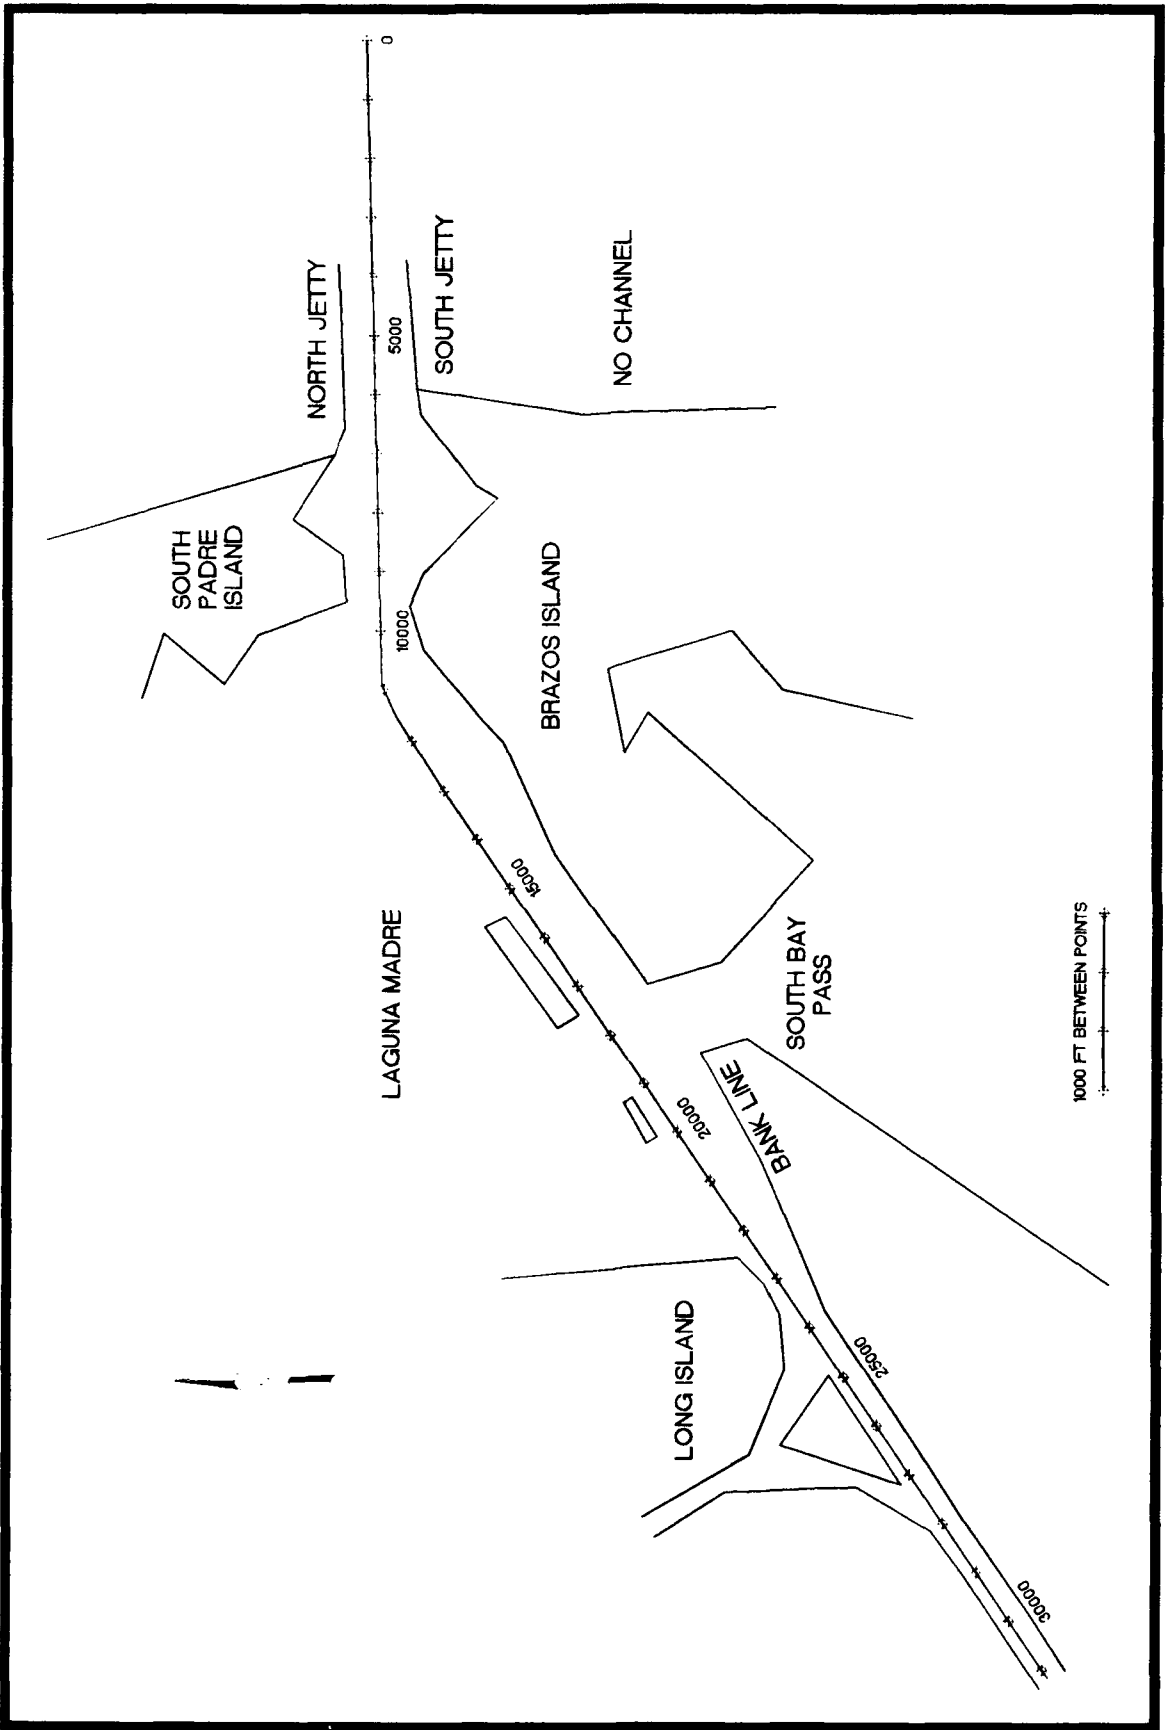 0
NORTH JETTY
SOUTH JETTY
5000
NO CHANNEL
SOUTH
PADRE
ISLAND
10000
BRAZOS ISLAND
15000
LAGUNA MADRE
SOUTH BAY
PASS
BANK LINE
20000
1000 FT BETWEEN POINTS
LONG ISLAND
25000
30000